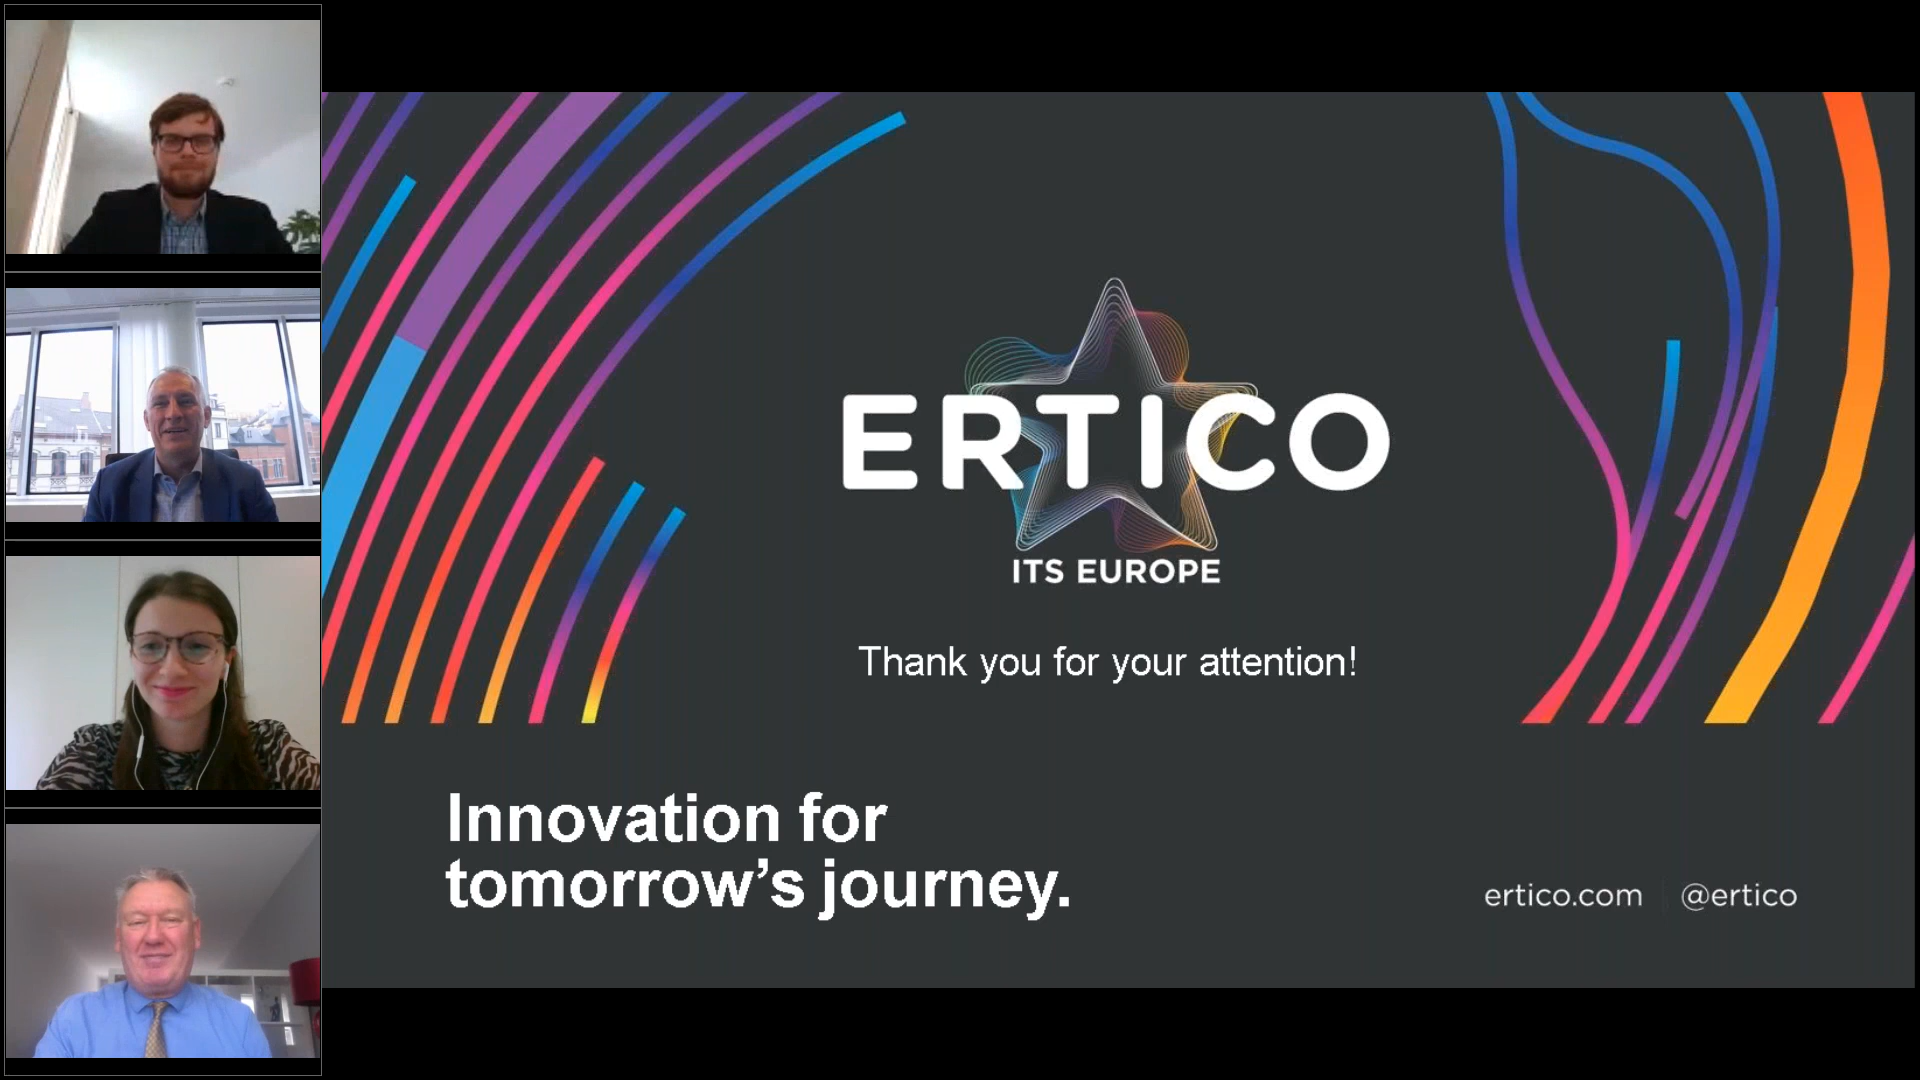 ERTICO
ITS EUROPE
Thank you for your attention!
Innovation for
tomorrow’s journey.
ertico.com | @ertico